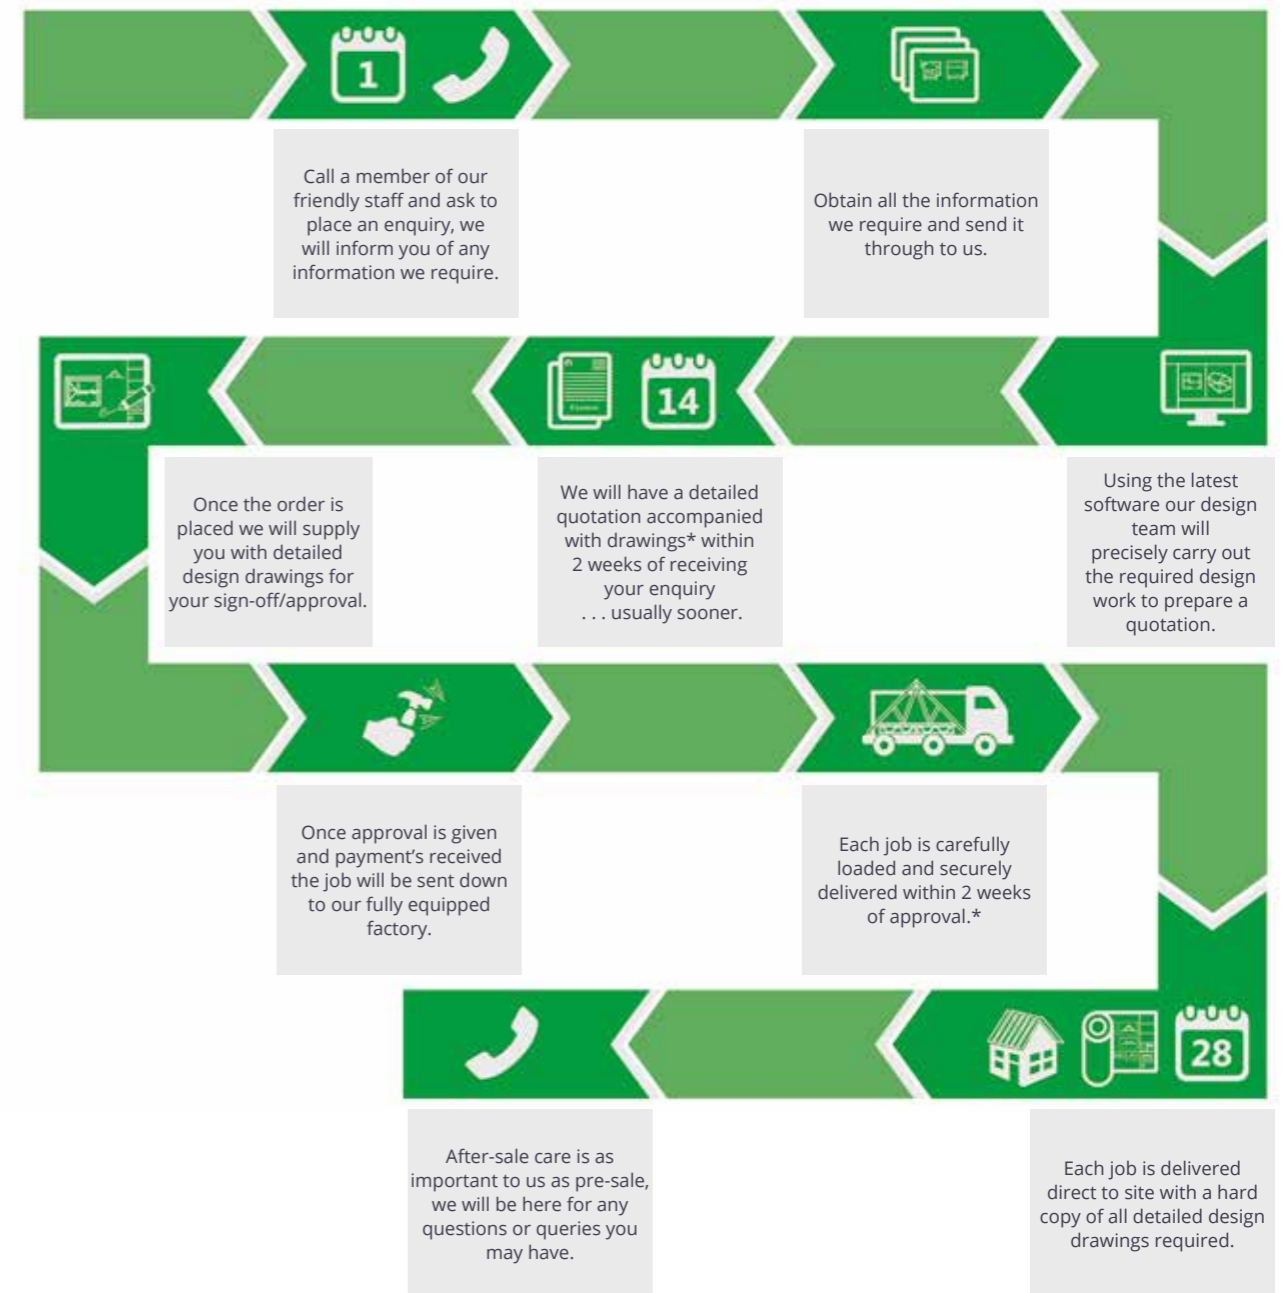 1
Call a member of our
friendly staff and ask to
place an enquiry, we
will inform you of any
information we require.
Obtain all the information
we require and send it
through to us.
Using the latest
software our design
team will
precisely carry out
the required design
work to prepare a
quotation.
14
We will have a detailed
quotation accompanied
with drawings* within
2 weeks of receiving
your enquiry
. . . usually sooner.
Once the order is
placed we will supply
you with detailed
design drawings for
your sign-off/approval.
Once approval is given
and payment's received
the job will be sent down
to our fully equipped
factory.
Each job is carefully
loaded and securely
delivered within 2 weeks
of approval.*
28
Each job is delivered
direct to site with a hard
copy of all detailed design
drawings required.
After-sale care is as
important to us as pre-sale,
we will be here for any
questions or queries you
may have.